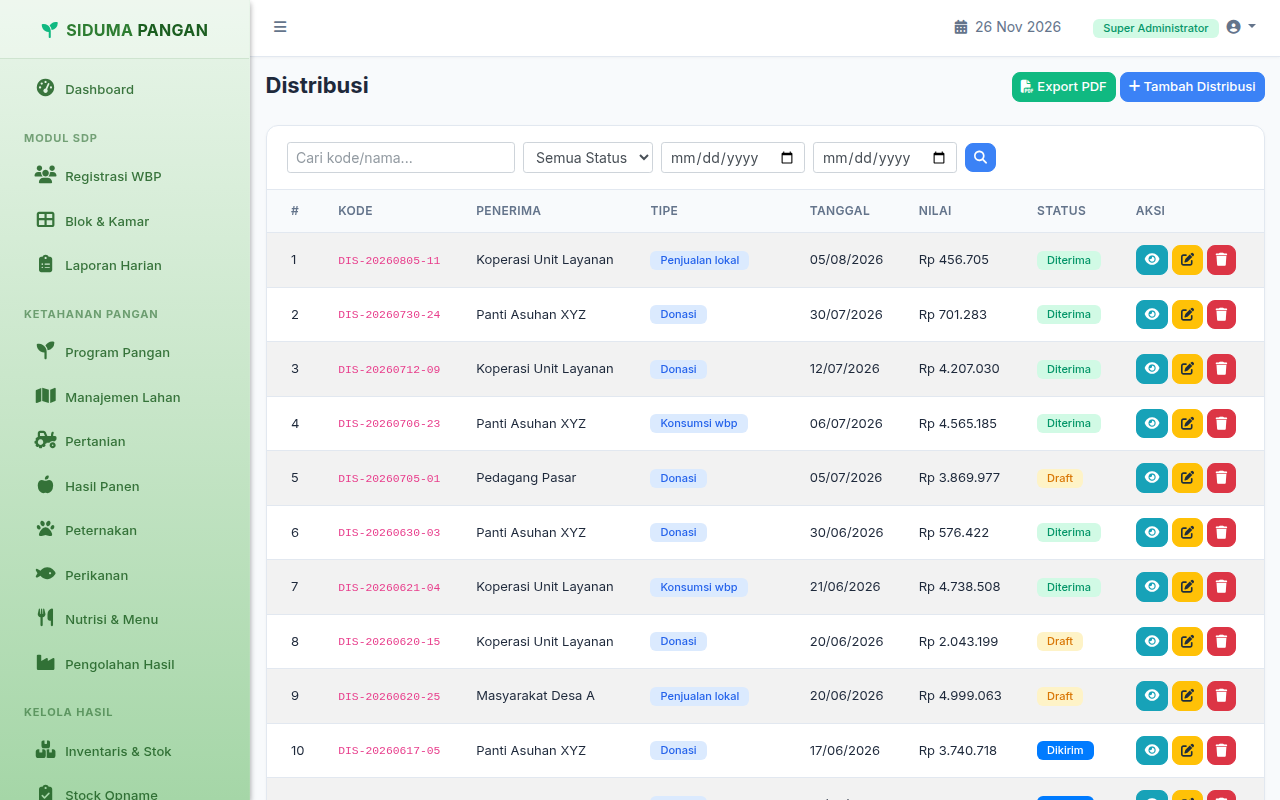 SIDUMA PANGAN
26 Nov 2026
Super Administrator
Dashboard
MODUL SDP
Registrasi WBP
Blok & Kamar
Laporan Harian
KETAHANAN PANGAN
Program Pangan
Manajemen Lahan
Pertanian
Hasil Panen
Peternakan
Perikanan
Nutrisi & Menu
Pengolahan Hasil
KELOLA HASIL
Inventaris & Stok
Stock Opname
Distribusi
Export PDF
Tambah Distribusi
Cari kode/nama...
Semua Status
mm/dd/yyyy
mm/dd/yyyy
# KODE PENERIMA TIPE TANGGAL NILAI STATUS AKSI
1 DIS-20260805-11 Koperasi Unit Layanan Penjualan lokal 05/08/2026 Rp 456.705 Diterima
2 DIS-20260730-24 Panti Asuhan XYZ Donasi 30/07/2026 Rp 701.283 Diterima
3 DIS-20260712-09 Koperasi Unit Layanan Donasi 12/07/2026 Rp 4.207.030 Diterima
4 DIS-20260706-23 Panti Asuhan XYZ Konsumsi wbp 06/07/2026 Rp 4.565.185 Diterima
5 DIS-20260705-01 Pedagang Pasar Donasi 05/07/2026 Rp 3.869.977 Draft
6 DIS-20260630-03 Panti Asuhan XYZ Donasi 30/06/2026 Rp 576.422 Diterima
7 DIS-20260621-04 Koperasi Unit Layanan Konsumsi wbp 21/06/2026 Rp 4.738.508 Diterima
8 DIS-20260620-15 Koperasi Unit Layanan Donasi 20/06/2026 Rp 2.043.199 Draft
9 DIS-20260620-25 Masyarakat Desa A Penjualan lokal 20/06/2026 Rp 4.999.063 Draft
10 DIS-20260617-05 Panti Asuhan XYZ Donasi 17/06/2026 Rp 3.740.718 Dikirim